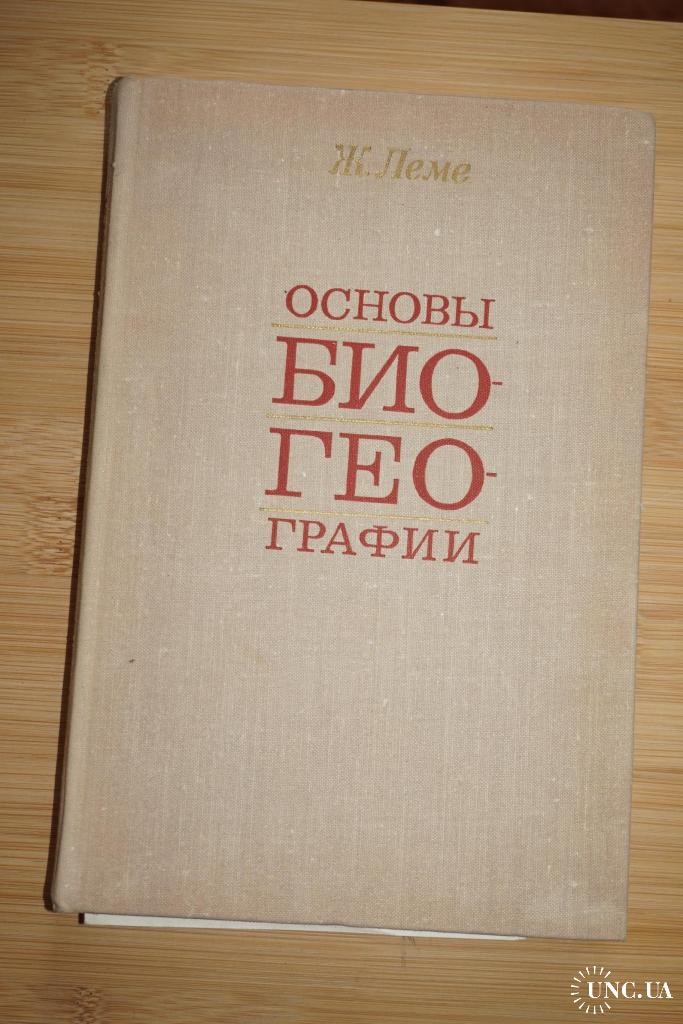 Ж. Леме
ОСНОВЫ
БИО-
ГЕО-
ГРАФИИ
UNC.UA